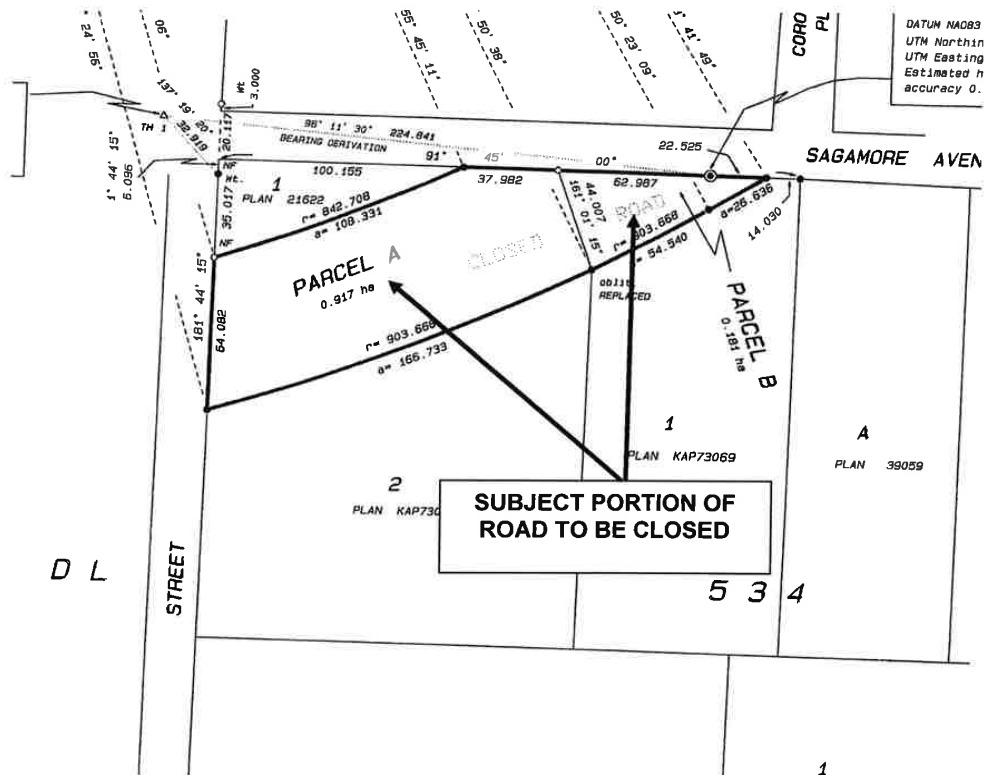 24' 56"
06"
55"
45' 11"
50' 38"
50° 23' 09"
41' 49"
CORO
PL
DATUM NAD83
UTM Northin
UTM Easting
Estimated h
accuracy 0.
Wt
3.000
137° 19' 20"
32.919
TH 1
20.117
96° 11' 30" 224.841
BEARING DERIVATION
91° 45' 00"
22.525
SAGAMORE AVEN
1° 44' 15"
6.096
NF
Wt.
100.155
37.982
62.987
1
PLAN 21622
35.017
NF
r= 842.708
a= 108.331
44.007
161° 01' 15"
ROAD
CLOSED
r= 903.668
a= 54.540
a=26.636
14.030
PARCEL A
0.917 ha
181° 44' 15"
64.082
oblit.
REPLACED
PARCEL B
0.181 ha
r= 903.668
a= 166.733
1
PLAN KAP73069
A
PLAN 39059
2
PLAN KAP730
SUBJECT PORTION OF
ROAD TO BE CLOSED
D L
5 3 4
STREET
1